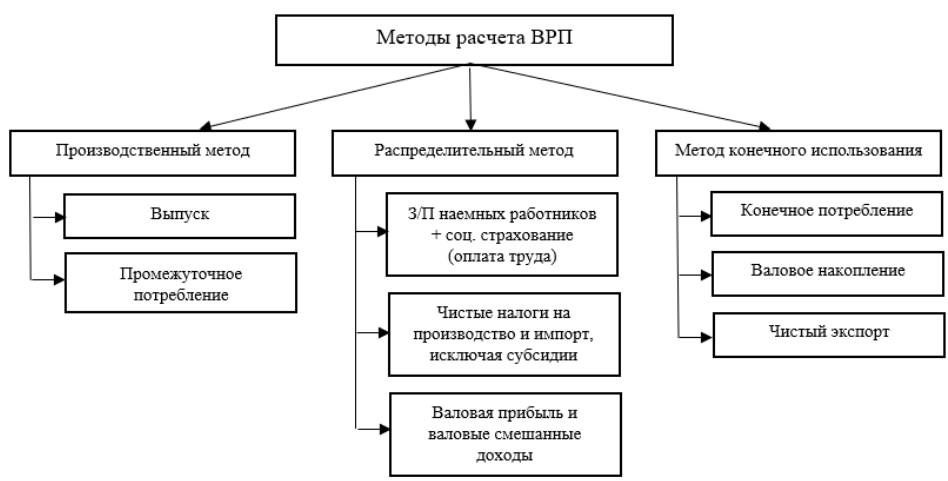 Методы расчета ВРП
Производственный метод
Выпуск
Промежуточное
потребление
Распределительный метод
З/П наемных работников
+ соц. страхование
(оплата труда)
Чистые налоги на
производство и импорт,
исключая субсидии
Валовая прибыль и
валовые смешанные
доходы
Метод конечного использования
Конечное потребление
Валовое накопление
Чистый экспорт